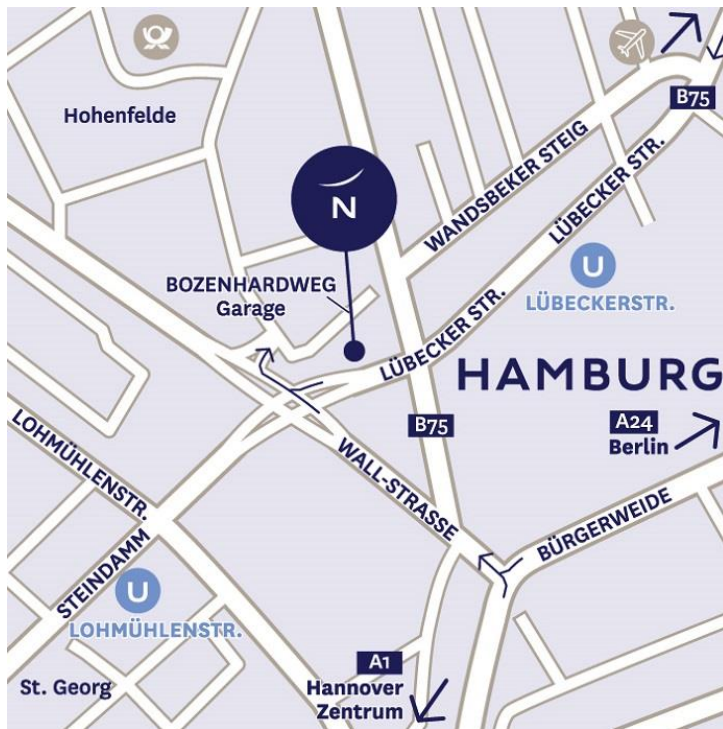 B75
Hohenfelde
WANDSBEKER STEIG
LÜBECKER STR.
N
U
LÜBECKERSTR.
BOZENHARDWEG
Garage
LÜBECKER STR.
HAMBURG
B75
A24
Berlin
LOHMÜHLENSTR.
WALL-STRASSE
BÜRGERWEIDE
STEINDAMM
U
LOHMÜHLENSTR.
A1
Hannover
Zentrum
St. Georg